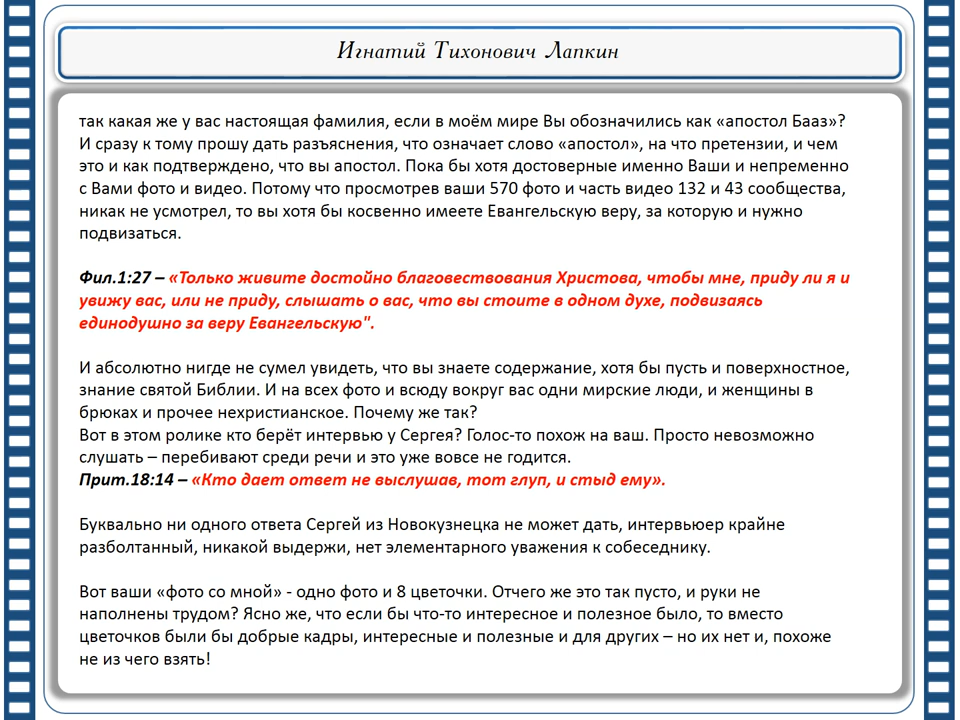 Игнатий Тихонович Лапкин
так какая же у вас настоящая фамилия, если в моём мире Вы обозначились как «апостол Бааз»?
И сразу к тому прошу дать разъяснения, что означает слово «апостол», на что претензии, и чем
это и как подтверждено, что вы апостол. Пока бы хотя достоверные именно Ваши и непременно
с Вами фото и видео. Потому что просмотрев ваши 570 фото и часть видео 132 и 43 сообщества,
никак не усмотрел, то вы хотя бы косвенно имеете Евангельскую веру, за которую и нужно
подвизаться.
Фил.1:27 – «Только живите достойно благовествования Христова, чтобы мне, приду ли я и
увижу вас, или не приду, слышать о вас, что вы стоите в одном духе, подвизаясь
единодушно за веру Евангельскую".
И абсолютно нигде не сумел увидеть, что вы знаете содержание, хотя бы пусть и поверхностное,
знание святой Библии. И на всех фото и всюду вокруг вас одни мирские люди, и женщины в
брюках и прочее нехристианское. Почему же так?
Вот в этом ролике кто берёт интервью у Сергея? Голос-то похож на ваш. Просто невозможно
слушать – перебивают среди речи и это уже вовсе не годится.
Прит.18:14 – «Кто дает ответ не выслушав, тот глуп, и стыд ему».
Буквально ни одного ответа Сергей из Новокузнецка не может дать, интервьюер крайне
разболтанный, никакой выдержи, нет элементарного уважения к собеседнику.
Вот ваши «фото со мной» - одно фото и 8 цветочки. Отчего же это так пусто, и руки не
наполнены трудом? Ясно же, что если бы что-то интересное и полезное было, то вместо
цветочков были бы добрые кадры, интересные и полезные и для других – но их нет и, похоже
не из чего взять!